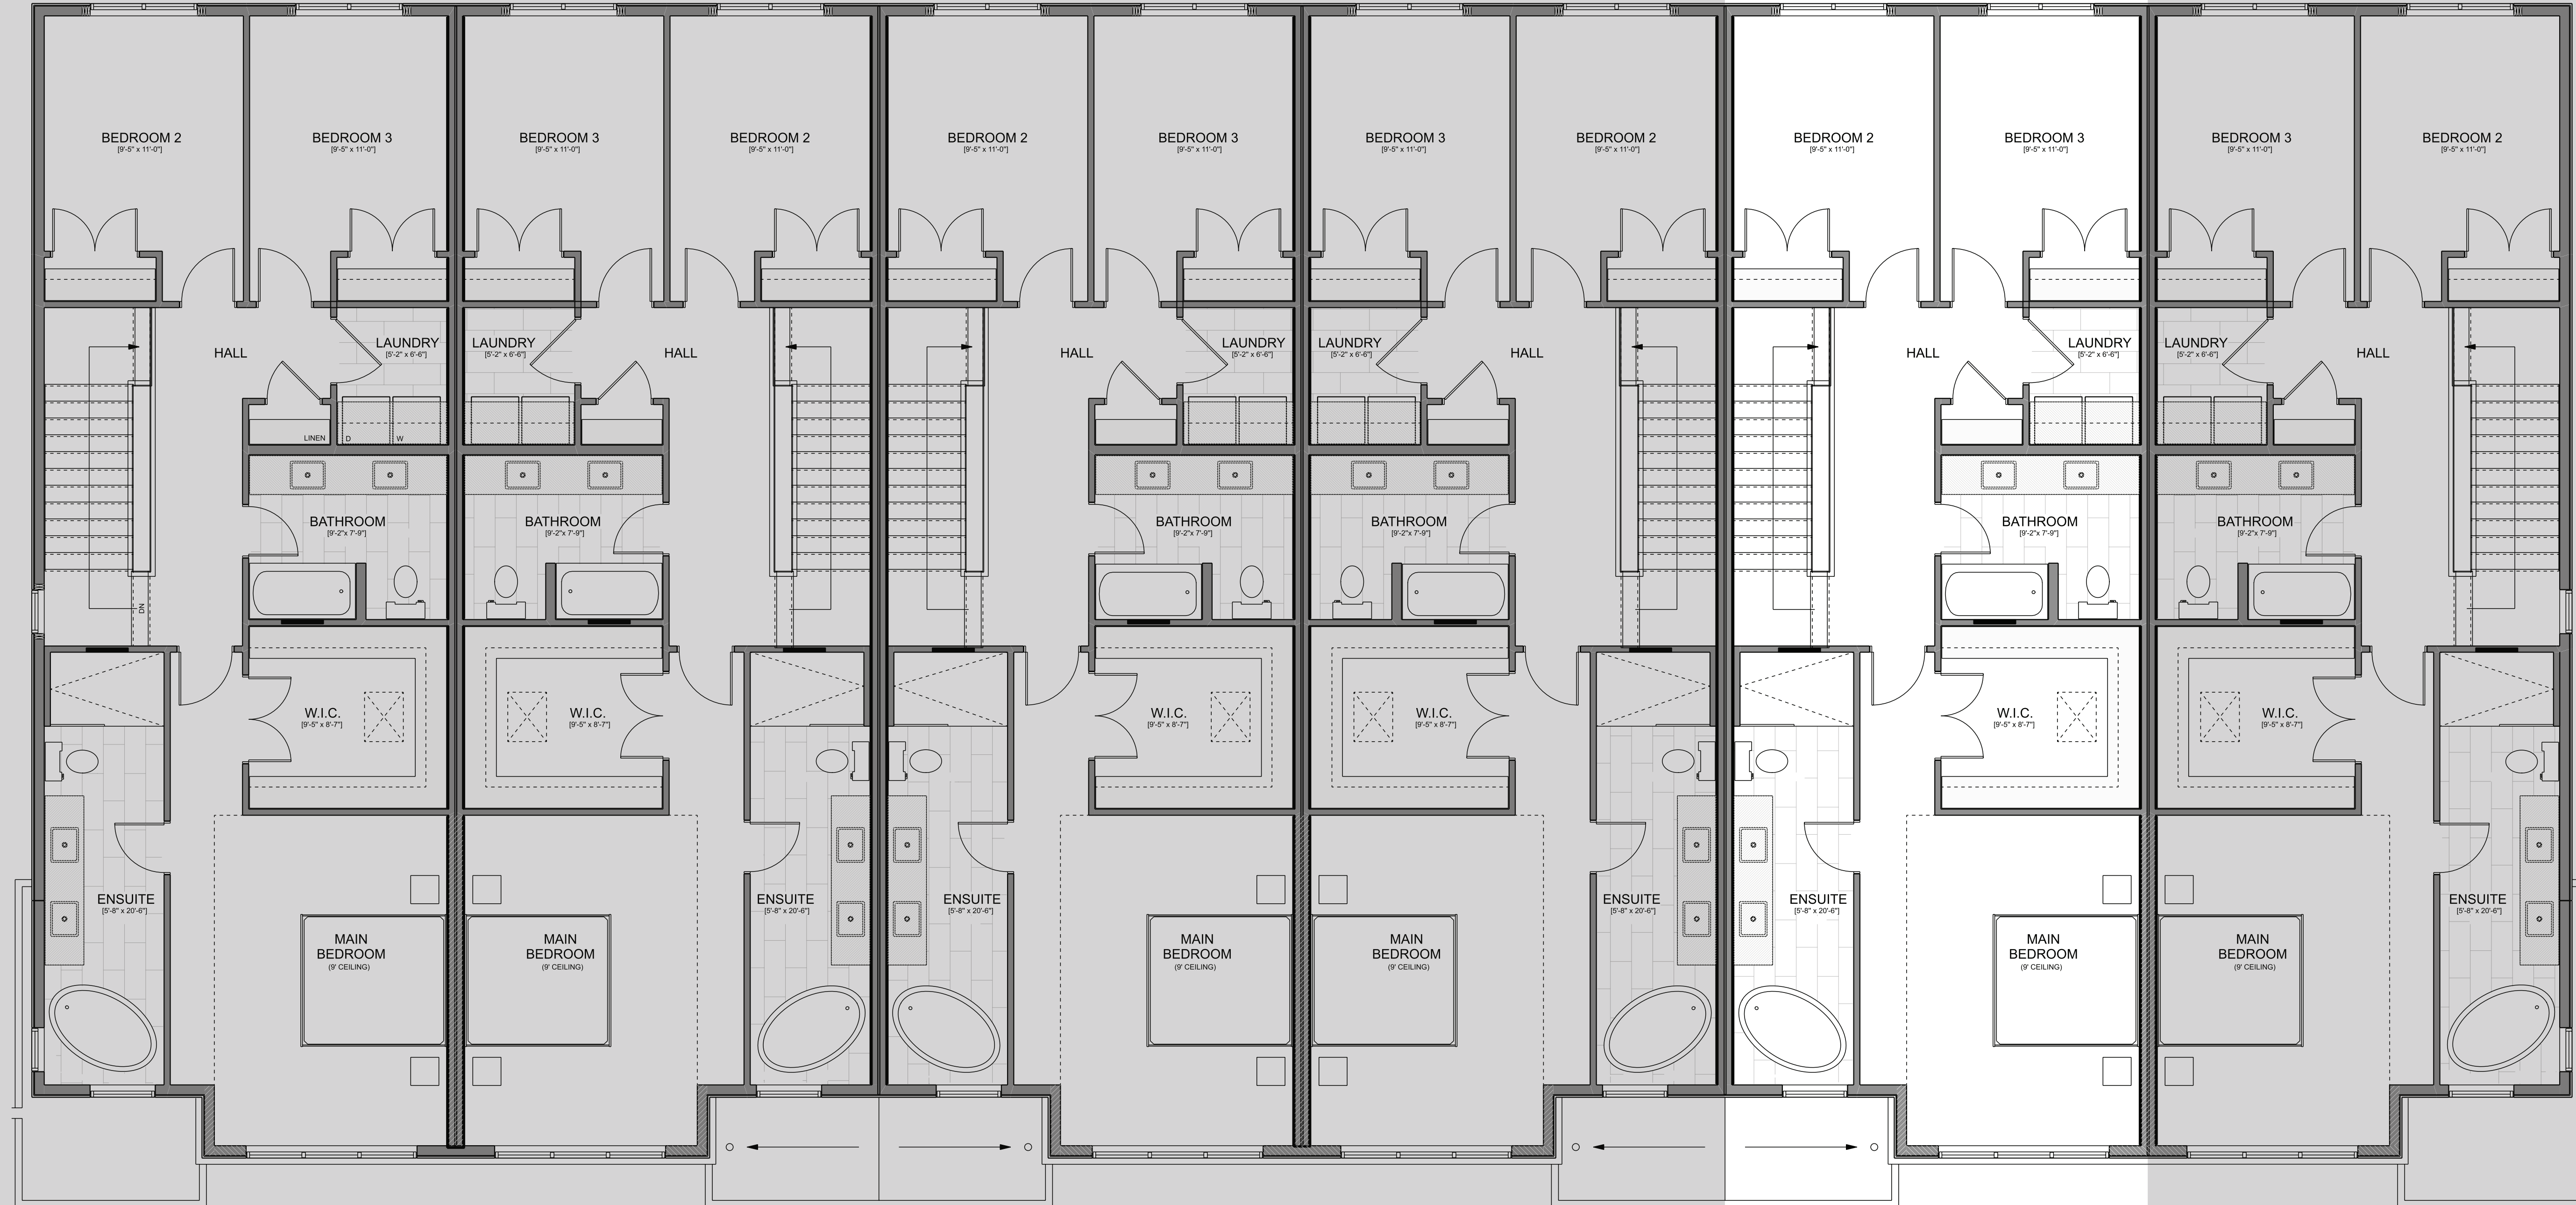 BEDROOM 2
[9'-5" x 11'-0"]
BEDROOM 3
[9'-5" x 11'-0"]
BEDROOM 3
[9'-5" x 11'-0"]
BEDROOM 2
[9'-5" x 11'-0"]
BEDROOM 2
[9'-5" x 11'-0"]
BEDROOM 3
[9'-5" x 11'-0"]
BEDROOM 3
[9'-5" x 11'-0"]
BEDROOM 2
[9'-5" x 11'-0"]
BEDROOM 2
[9'-5" x 11'-0"]
BEDROOM 3
[9'-5" x 11'-0"]
BEDROOM 3
[9'-5" x 11'-0"]
BEDROOM 2
[9'-5" x 11'-0"]
HALL
LAUNDRY
[5'-2" x 6'-6"]
LAUNDRY
[5'-2" x 6'-6"]
HALL
HALL
LAUNDRY
[5'-2" x 6'-6"]
LAUNDRY
[5'-2" x 6'-6"]
HALL
HALL
LAUNDRY
[5'-2" x 6'-6"]
LAUNDRY
[5'-2" x 6'-6"]
HALL
LINEN
D
W
BATHROOM
[9'-2"x 7'-9"]
BATHROOM
[9'-2"x 7'-9"]
BATHROOM
[9'-2"x 7'-9"]
BATHROOM
[9'-2"x 7'-9"]
BATHROOM
[9'-2"x 7'-9"]
BATHROOM
[9'-2"x 7'-9"]
DN
W.I.C.
[9'-5" x 8'-7"]
W.I.C.
[9'-5" x 8'-7"]
W.I.C.
[9'-5" x 8'-7"]
W.I.C.
[9'-5" x 8'-7"]
W.I.C.
[9'-5" x 8'-7"]
W.I.C.
[9'-5" x 8'-7"]
ENSUITE
[5'-8" x 20'-6"]
ENSUITE
[5'-8" x 20'-6"]
ENSUITE
[5'-8" x 20'-6"]
ENSUITE
[5'-8" x 20'-6"]
ENSUITE
[5'-8" x 20'-6"]
ENSUITE
[5'-8" x 20'-6"]
MAIN
BEDROOM
(9' CEILING)
MAIN
BEDROOM
(9' CEILING)
MAIN
BEDROOM
(9' CEILING)
MAIN
BEDROOM
(9' CEILING)
MAIN
BEDROOM
(9' CEILING)
MAIN
BEDROOM
(9' CEILING)